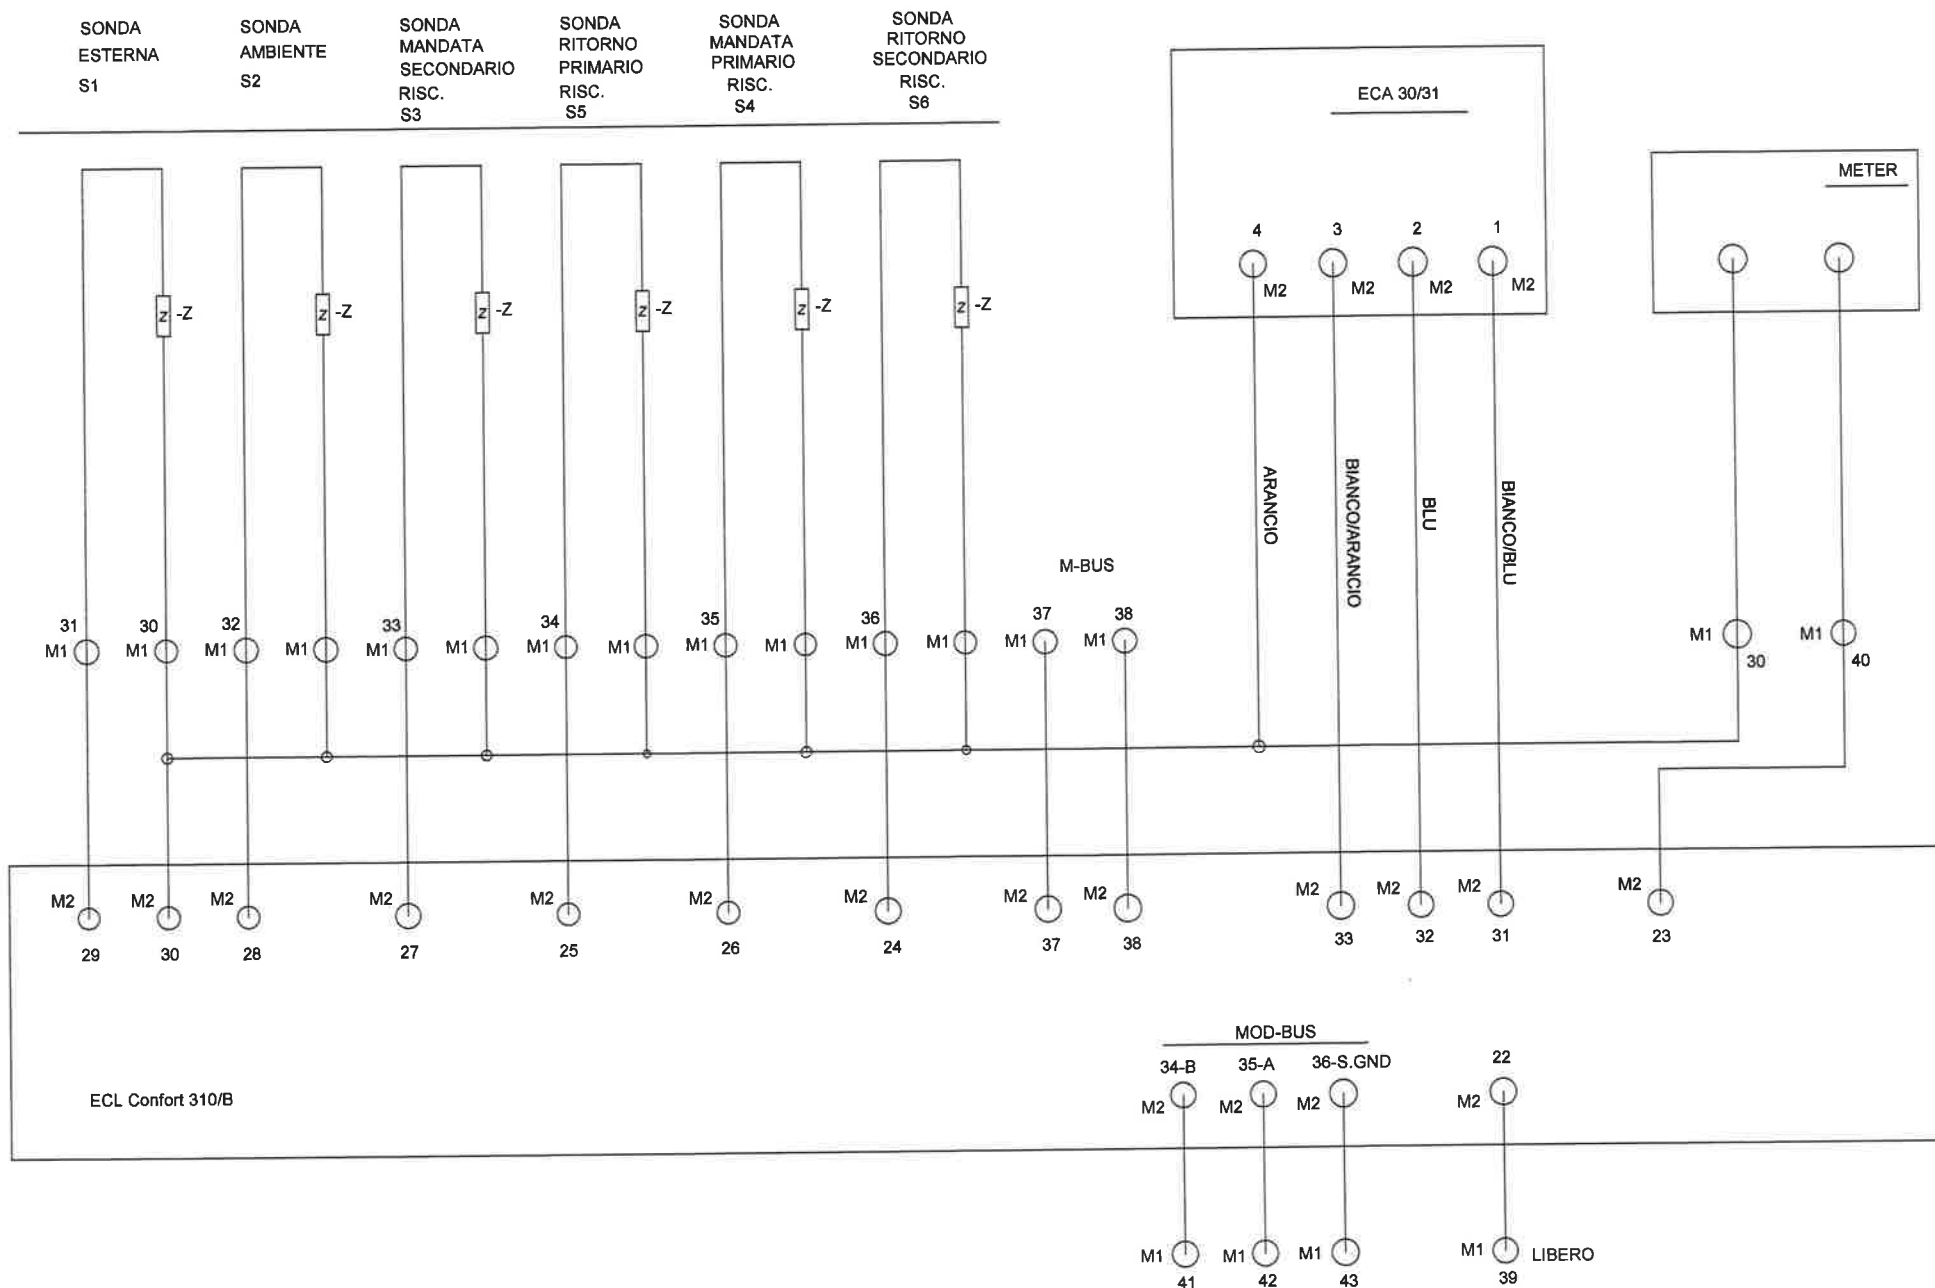 SONDA
ESTERNA
S1
SONDA
AMBIENTE
S2
SONDA
MANDATA
SECONDARIO
RISC.
S3
SONDA
RITORNO
PRIMARIO
RISC.
S5
SONDA
MANDATA
PRIMARIO
RISC.
S4
SONDA
RITORNO
SECONDARIO
RISC.
S6
ECA 30/31
METER
4 3 2 1
M2 M2 M2 M2
Z -Z Z -Z Z -Z Z -Z Z -Z Z -Z
ARANCIO
BIANCO/ARANCIO
BLU
BIANCO/BLU
M-BUS
31 30 32 33 34 35 36 37 38
M1 M1 M1 M1 M1 M1 M1 M1 M1 M1 M1 M1 M1 M1 M1 M1
30 40
M2 M2 M2 M2 M2 M2 M2 M2 M2 M2 M2 M2 M2
29 30 28 27 25 26 24 37 38 33 32 31 23
MOD-BUS
34-B 35-A 36-S.GND 22
M2 M2 M2 M2
ECL Confort 310/B
M1 M1 M1 M1 LIBERO
41 42 43 39